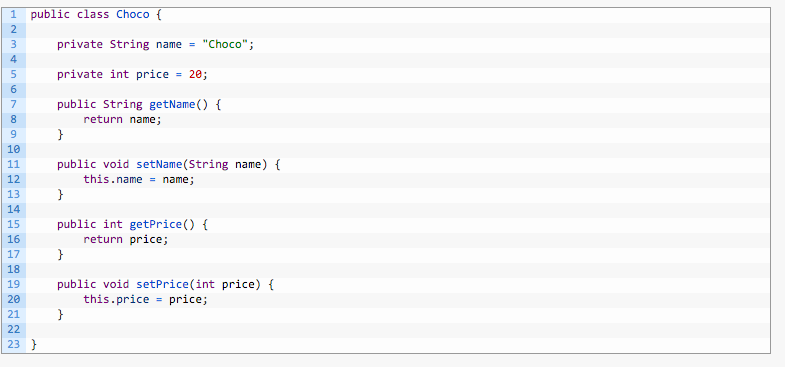 1 public class Choco {
2
3     private String name = "Choco";
4
5     private int price = 20;
6
7     public String getName() {
8         return name;
9     }
10
11     public void setName(String name) {
12         this.name = name;
13     }
14
15     public int getPrice() {
16         return price;
17     }
18
19     public void setPrice(int price) {
20         this.price = price;
21     }
22
23 }